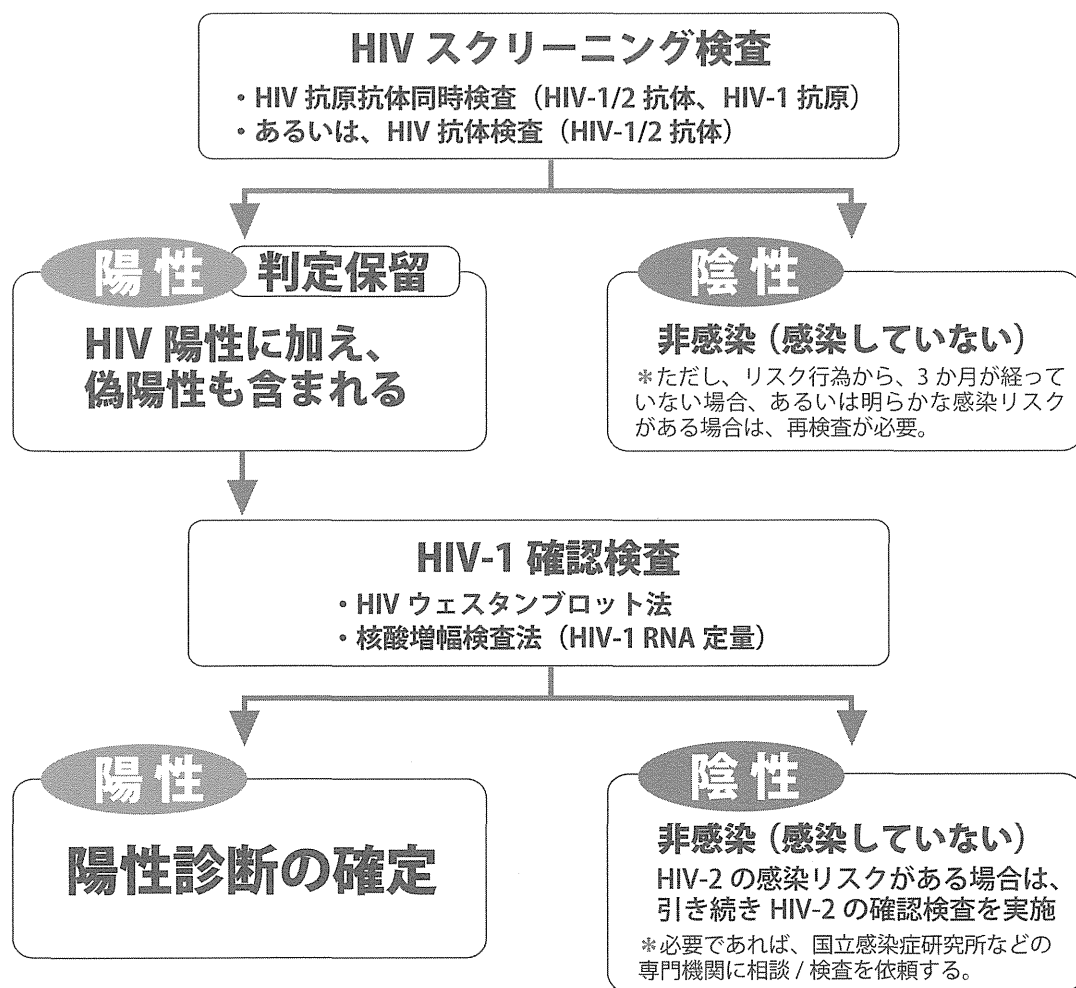 HIV スクリーニング検査
・HIV 抗原抗体同時検査（HIV-1/2 抗体、HIV-1 抗原）
・あるいは、HIV 抗体検査（HIV-1/2 抗体）
陽 性
判定保留
HIV 陽性に加え、
偽陽性も含まれる
陰 性
非感染（感染していない）
＊ただし、リスク行為から、3 か月が経って
いない場合、あるいは明らかな感染リスク
がある場合は、再検査が必要。
HIV-1 確認検査
・HIV ウェスタンブロット法
・核酸増幅検査法（HIV-1 RNA 定量）
陽 性
陽性診断の確定
陰 性
非感染（感染していない）
HIV-2 の感染リスクがある場合は、
引き続き HIV-2 の確認検査を実施
＊必要であれば、国立感染症研究所などの
専門機関に相談 / 検査を依頼する。